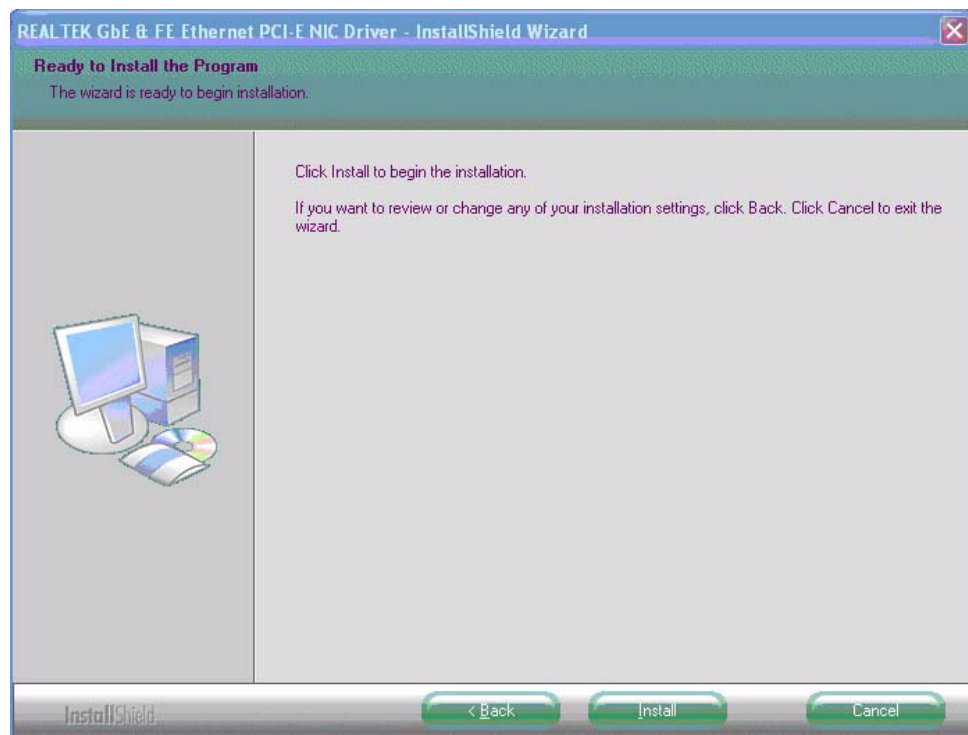 REALTEK GbE & FE Ethernet PCI-E NIC Driver - InstallShield Wizard
Ready to Install the Program
The wizard is ready to begin installation.
Click Install to begin the installation.
If you want to review or change any of your installation settings, click Back. Click Cancel to exit the
wizard.
InstallShield
< Back
Install
Cancel